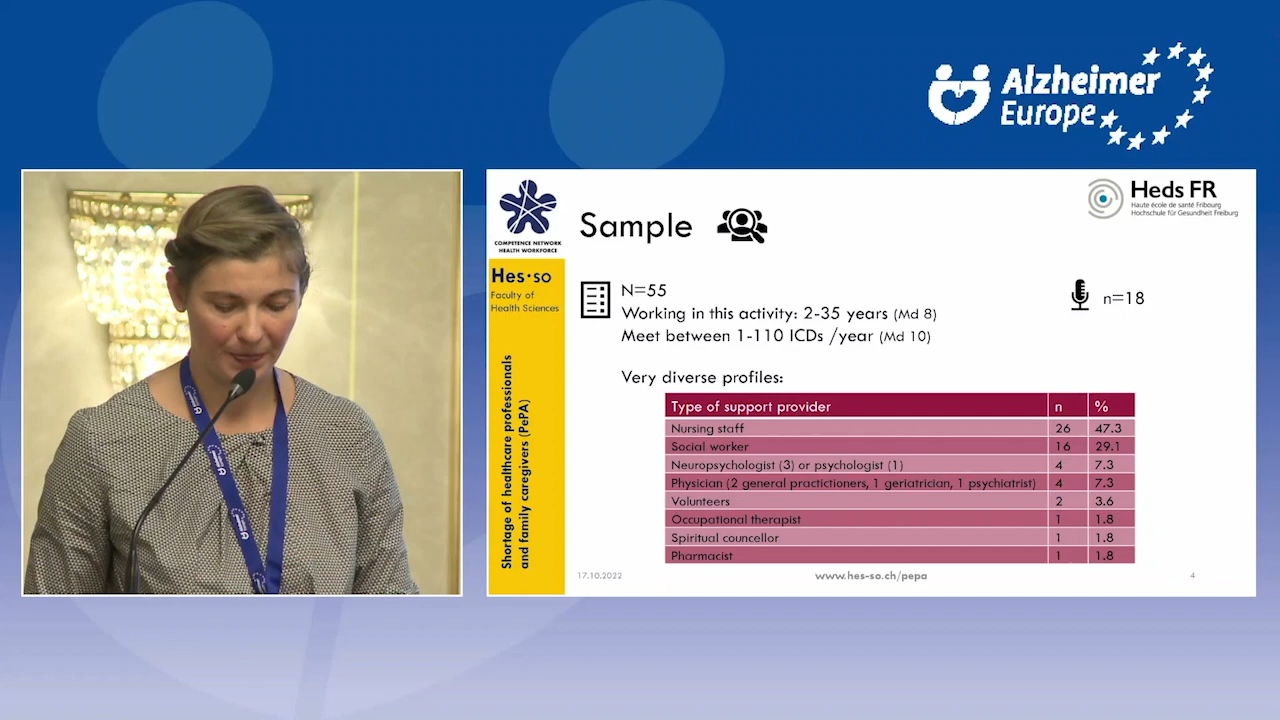 Alzheimer
Europe
COMPETENCE NETWORK
HEALTH WORKFORCE
Hes·so
Faculty of
Health Sciences
Shortage of healthcare professionals
and family caregivers (PePA)
Sample
Heds FR
Haute école de santé Fribourg
Hochschule für Gesundheit Freiburg
N=55
Working in this activity: 2-35 years (Md 8)
Meet between 1-110 ICDs /year (Md 10)
n=18
Very diverse profiles:
Type of support provider n %
Nursing staff 26 47.3
Social worker 16 29.1
Neuropsychologist (3) or psychologist (1) 4 7.3
Physician (2 general practictioners, 1 geriatrician, 1 psychiatrist) 4 7.3
Volunteers 2 3.6
Occupational therapist 1 1.8
Spiritual councellor 1 1.8
Pharmacist 1 1.8
17.10.2022 www.hes-so.ch/pepa 4